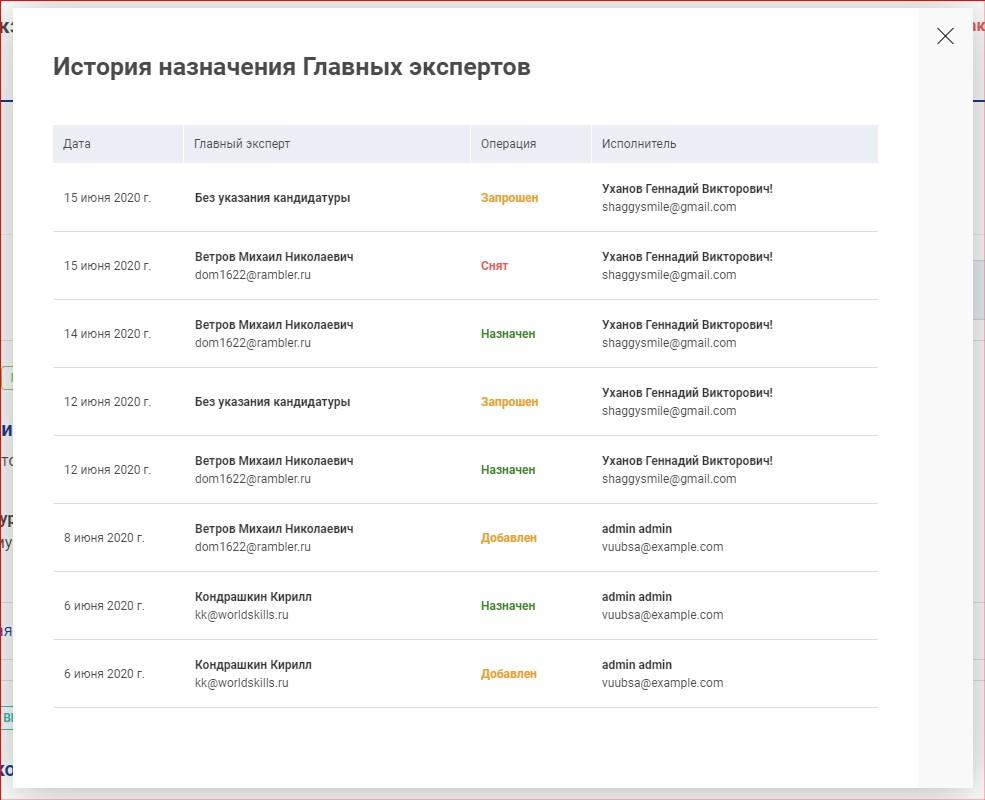 История назначения Главных экспертов
Дата Главный эксперт Операция Исполнитель
15 июня 2020 г. Без указания кандидатуры Запрошен Уханов Геннадий Викторович!
shaggysmile@gmail.com
15 июня 2020 г. Ветров Михаил Николаевич Снят Уханов Геннадий Викторович!
dom1622@rambler.ru shaggysmile@gmail.com
14 июня 2020 г. Ветров Михаил Николаевич Назначен Уханов Геннадий Викторович!
dom1622@rambler.ru shaggysmile@gmail.com
12 июня 2020 г. Без указания кандидатуры Запрошен Уханов Геннадий Викторович!
shaggysmile@gmail.com
12 июня 2020 г. Ветров Михаил Николаевич Назначен Уханов Геннадий Викторович!
dom1622@rambler.ru shaggysmile@gmail.com
8 июня 2020 г. Ветров Михаил Николаевич Добавлен admin admin
dom1622@rambler.ru vuubsa@example.com
6 июня 2020 г. Кондрашкин Кирилл Назначен admin admin
kk@worldskills.ru vuubsa@example.com
6 июня 2020 г. Кондрашкин Кирилл Добавлен admin admin
kk@worldskills.ru vuubsa@example.com